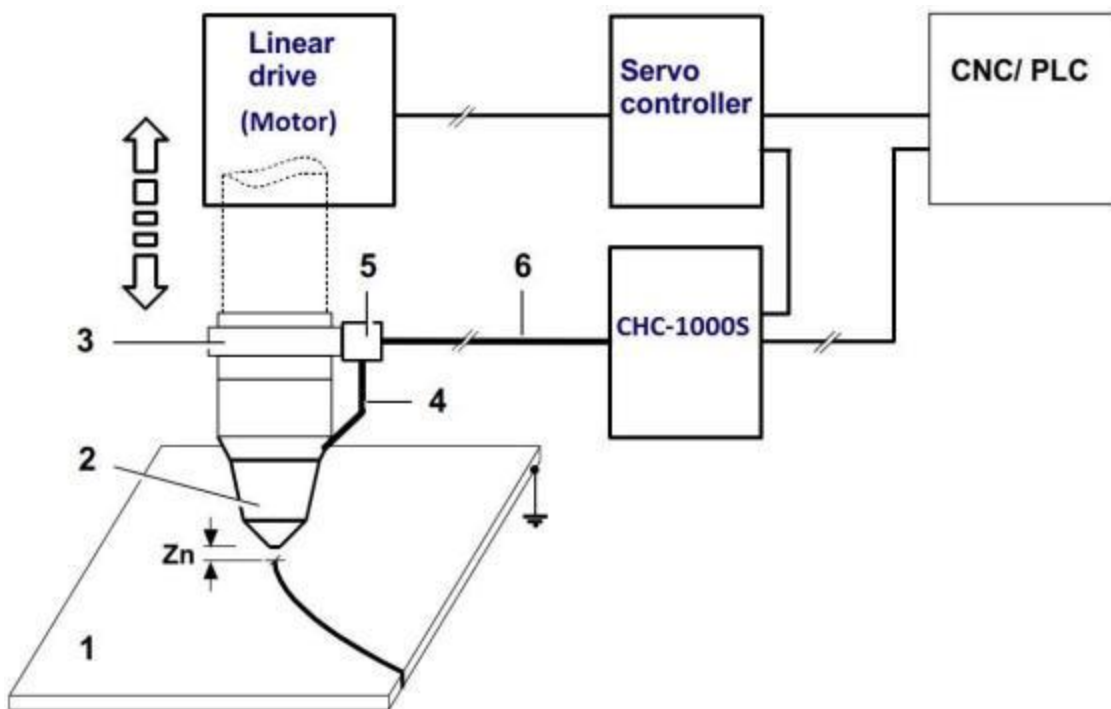 Linear
drive
(Motor)
Servo
controller
CNC/ PLC
5
6
3
CHC-1000S
4
2
Zn
1